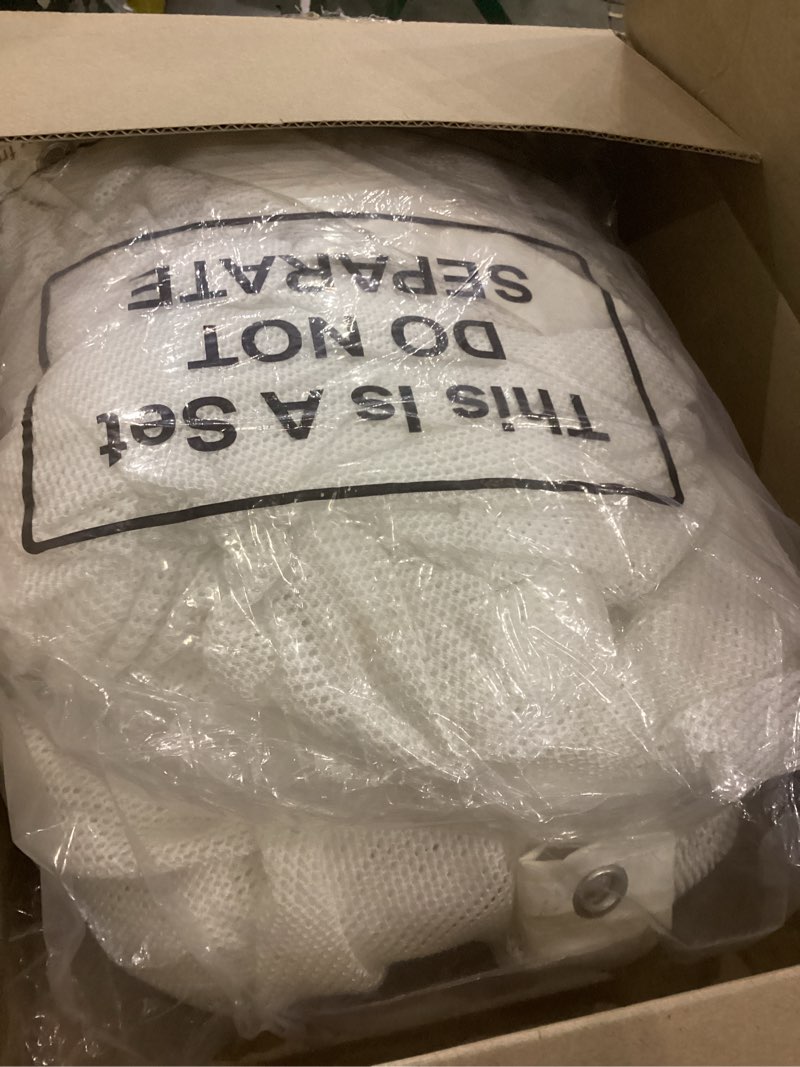 This Is A Set
DO NOT
SEPARATE